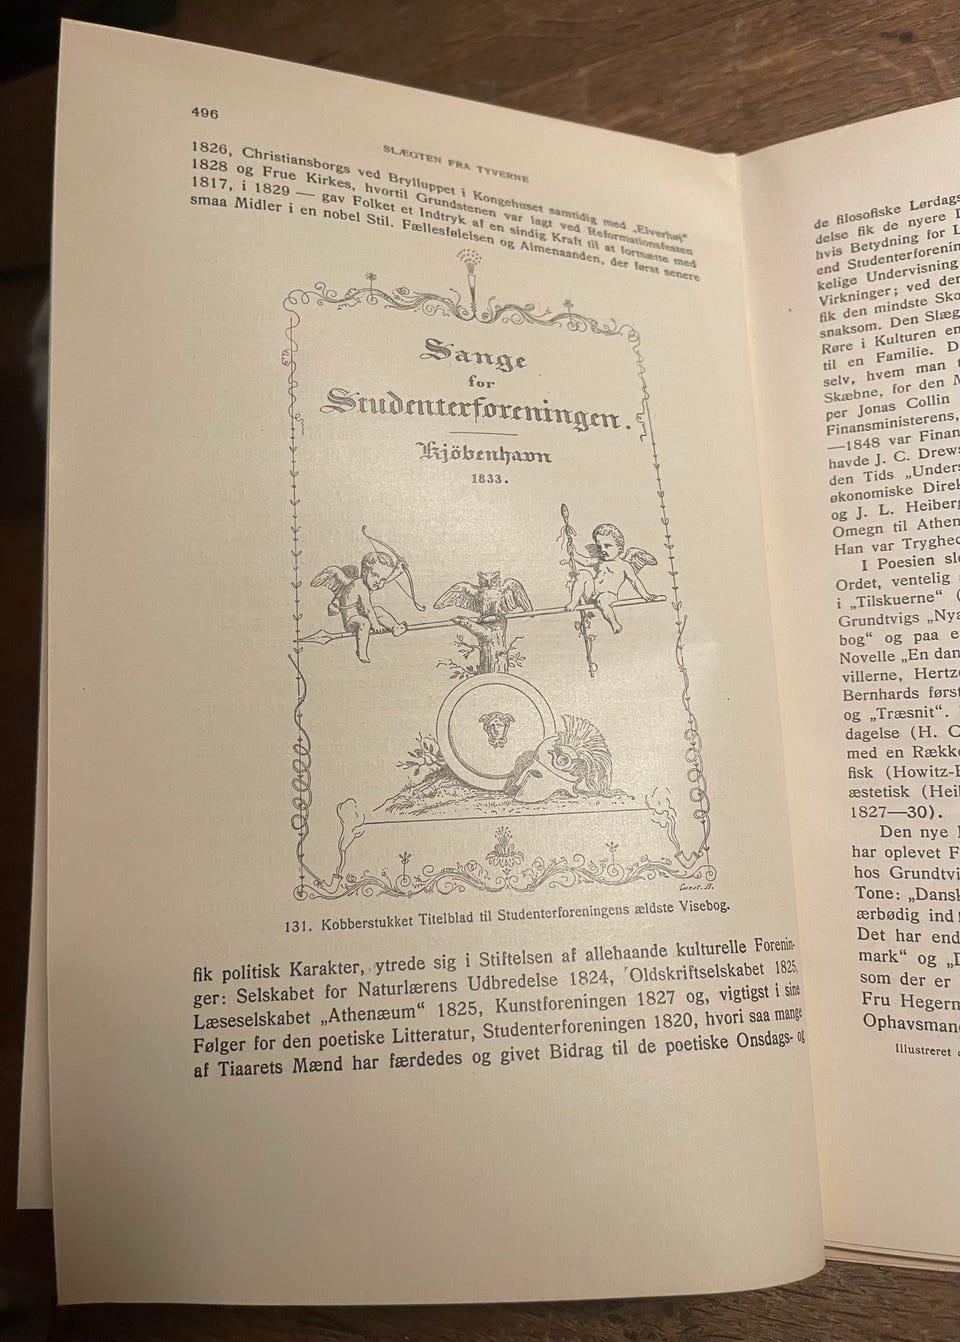 496
SLÆGTEN FRA TYVERNE
1826, Christiansborgs ved Brylluppet i Kongehuset samtidig med „Elverhøj“
1828 og Frue Kirkes, hvortil Grundstenen var lagt ved Reformationsfesten
1817, i 1829 — gav Folket et Indtryk af en sindig Kraft til at fortsætte med
smaa Midler i en nobel Stil. Fællesfølelsen og Almenaanden, der først senere
Sange
for
Studenterforeningen.
Kjöbenhavn
1833.
131. Kobberstukket Titelblad til Studenterforeningens ældste Visebog.
fik politisk Karakter, ytrede sig i Stiftelsen af allehaande kulturelle Forenin-
ger: Selskabet for Naturlærens Udbredelse 1824, Oldskriftselskabet 1825,
Læseselskabet „Athenæum“ 1825, Kunstforeningen 1827 og, vigtigst i sine
Følger for den poetiske Litteratur, Studenterforeningen 1820, hvori saa mange
af Tiaarets Mænd har færdedes og givet Bidrag til de poetiske Onsdags- og
de filosofiske Lørdags
delse fik de nyere
hvis Betydning for
end Studenterforenin
kelige Undervisning
Virkninger; ved der
fik den mindste Sko
snaksom. Den Slæg
Røre i Kulturen en
til en Familie. D
selv, hvem man
Skæbne, for den
per Jonas Collin
Finansministerens,
—1848 var Finan
havde J. C. Drews
den Tids „Unders
økonomiske Direk
og J. L. Heiberg
Omegn til Athen
Han var Tryghed
I Poesien sl
Ordet, ventelig
i „Tilskuerne“ (
Grundtvigs „Nya
bog“ og paa e
Novelle „En dan
villerne, Hertz
Bernhards først
og „Træsnit“.
dagelse (H. C
med en Række
fisk (Howitz-F
æstetisk (Heil
1827—30).
Den nye
har oplevet F
hos Grundtvi
Tone: „Dansk
ærbødig ind
Det har end
mark“ og „D
som der er
Fru Hegerm
Ophavsmand
Illustreret